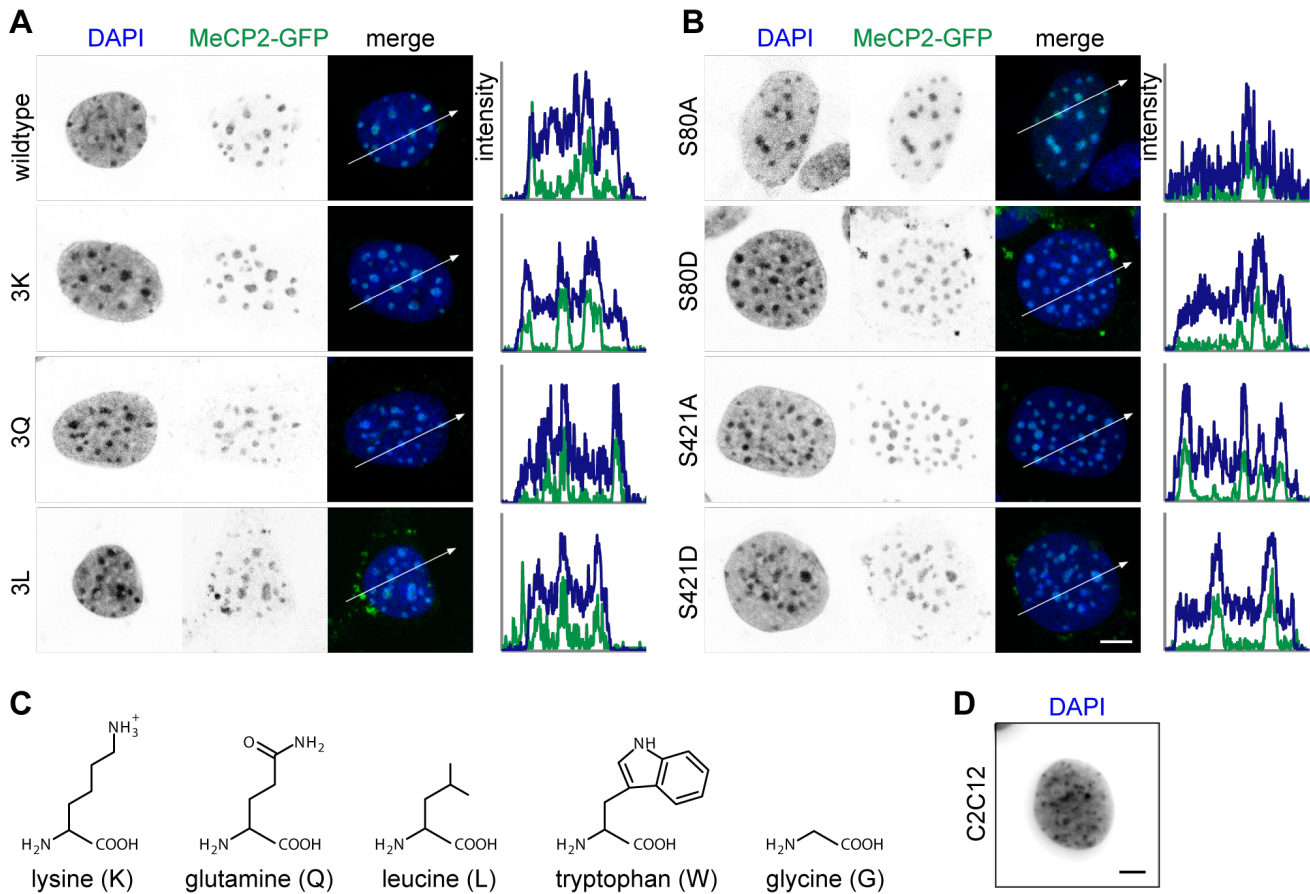 A
DAPI MeCP2-GFP merge
wildtype
intensity
3K
3Q
3L
B
DAPI MeCP2-GFP merge
S80A
intensity
S80D
S421A
S421D
C
NH3+
H2N COOH
lysine (K)
O NH2
H2N COOH
glutamine (Q)
H2N COOH
leucine (L)
NH
H2N COOH
tryptophan (W)
H2N COOH
glycine (G)
D
DAPI
C2C12